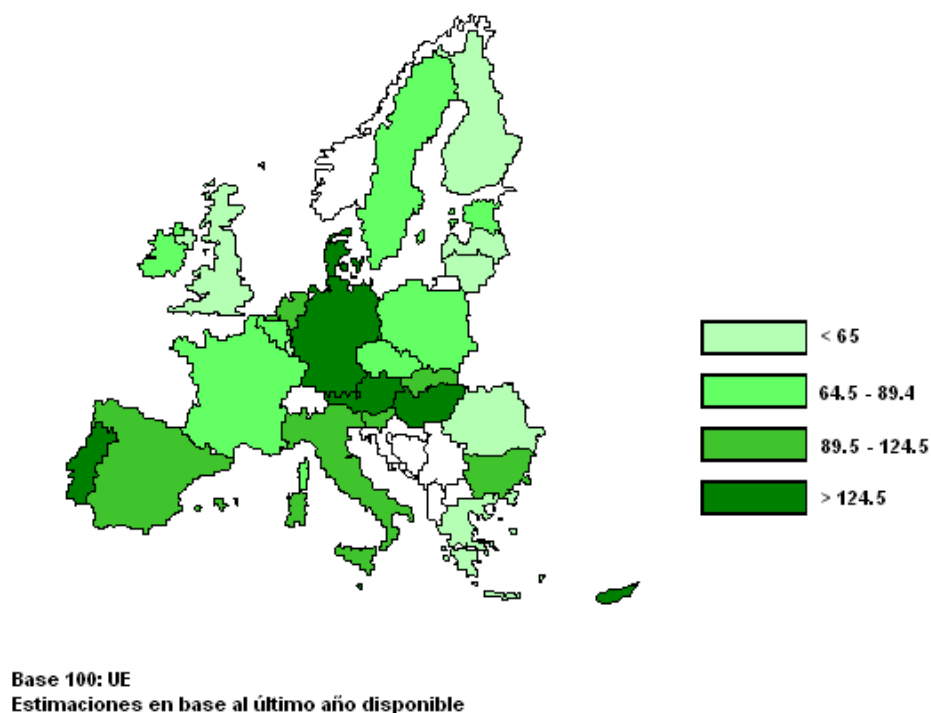 < 65
64.5 - 89.4
89.5 - 124.5
> 124.5
Base 100: UE
Estimaciones en base al último año disponible